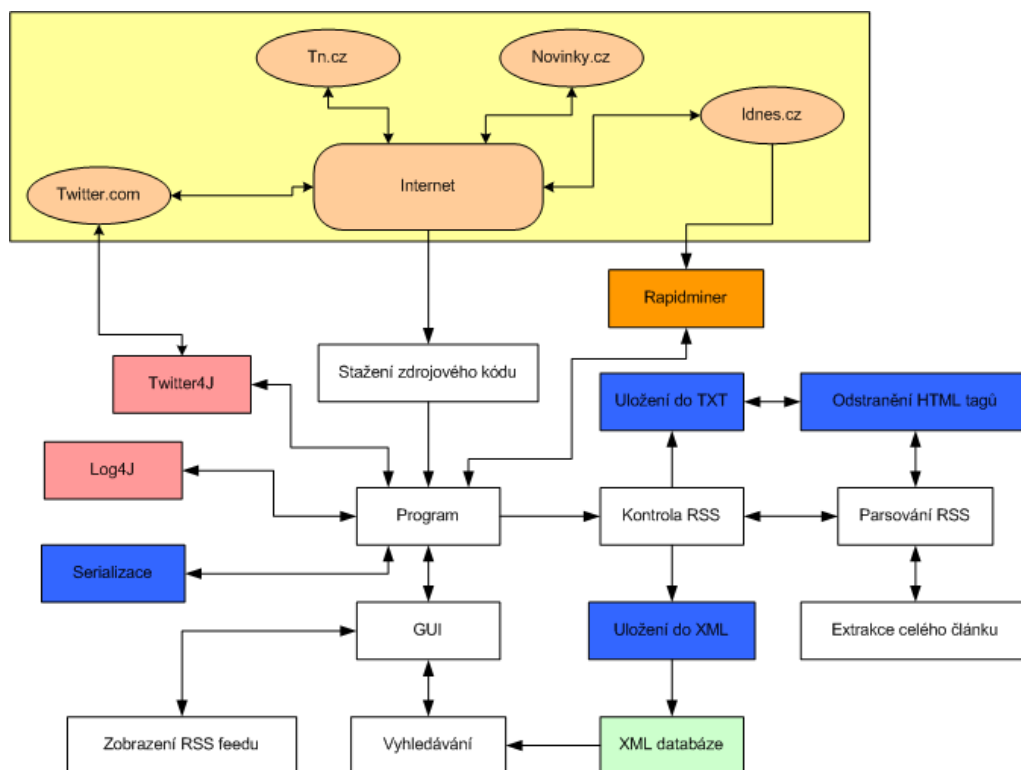 Tn.cz
Novinky.cz
Idnes.cz
Internet
Twitter.com
Rapidminer
Stažení zdrojového kódu
Twitter4J
Uložení do TXT
Odstranění HTML tagů
Log4J
Program
Kontrola RSS
Parsování RSS
Serializace
GUI
Uložení do XML
Extrakce celého článku
Zobrazení RSS feedu
Vyhledávání
XML databáze